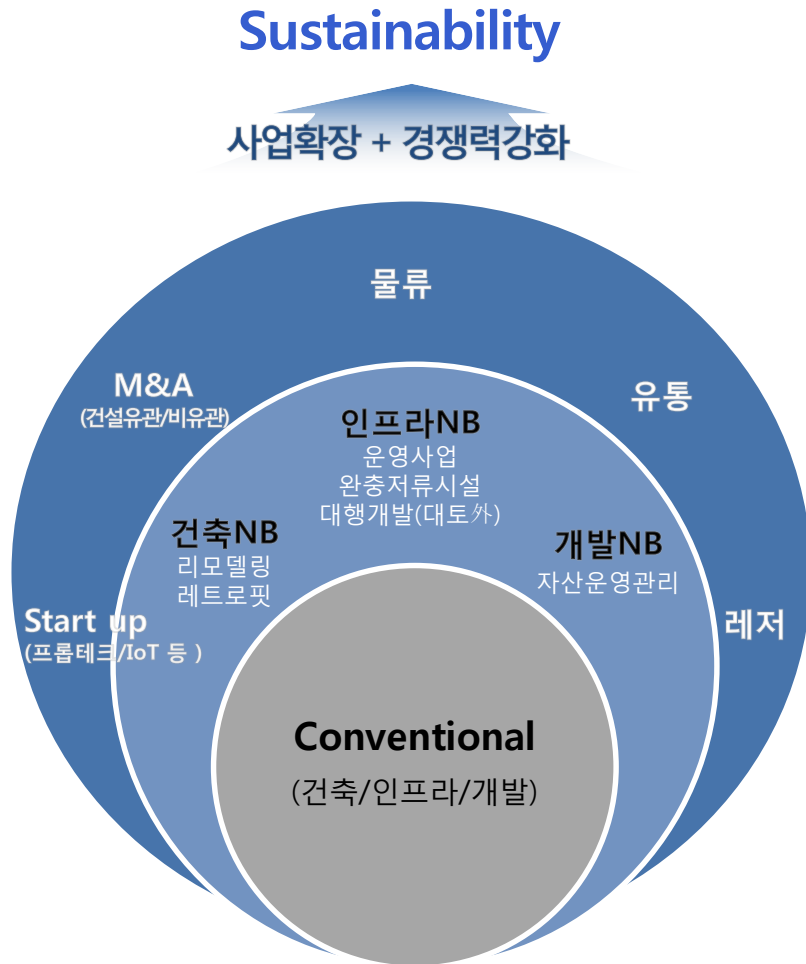 Sustainability
사업확장 + 경쟁력강화
물류
M&A
(건설유관/비유관)
유통
인프라NB
운영사업
완충저류시설
대행개발(대토外)
건축NB
리모델링
레트로핏
개발NB
자산운영관리
Start up
(프롭테크/IoT 등 )
레저
Conventional
(건축/인프라/개발)